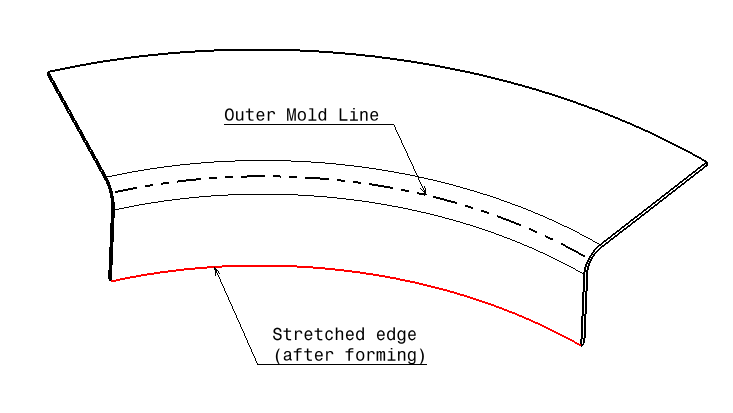 Outer Mold Line
Stretched edge
(after forming)